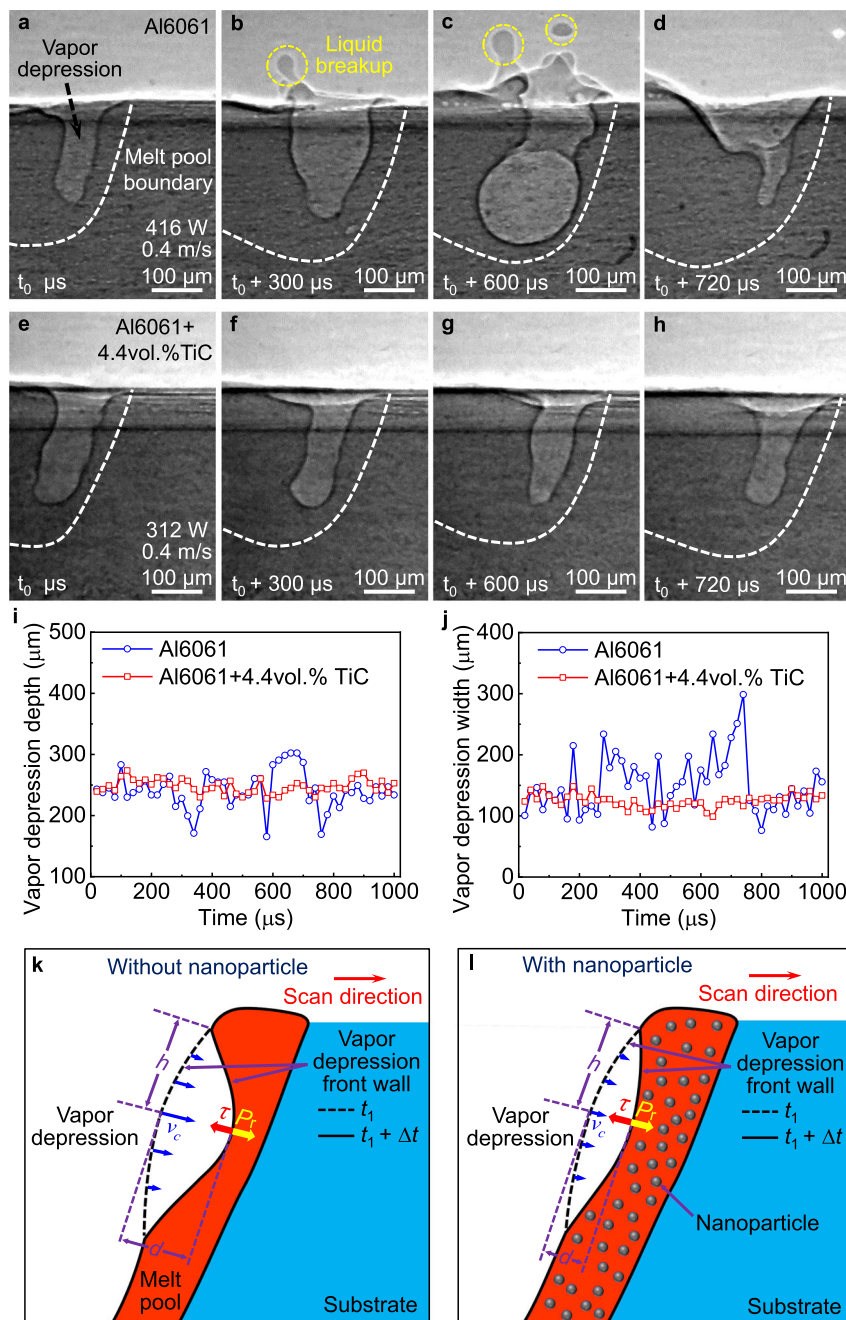 a
Al6061
Vapor
depression
Melt pool
boundary
416 W
0.4 m/s
t0 μs
100 μm
b
Liquid
breakup
t0 + 300 μs
100 μm
c
t0 + 600 μs
100 μm
d
t0 + 720 μs
100 μm
e
Al6061+
4.4vol.%TiC
312 W
0.4 m/s
t0 μs
100 μm
f
t0 + 300 μs
100 μm
g
t0 + 600 μs
100 μm
h
t0 + 720 μs
100 μm
i
Al6061
Al6061+4.4vol.% TiC
Vapor depression depth (μm)
500
400
300
200
100
0 200 400 600 800 1000
Time (μs)
j
Al6061
Al6061+4.4vol.% TiC
Vapor depression width (μm)
400
300
200
100
0
0 200 400 600 800 1000
Time (μs)
k
Without nanoparticle
Scan direction
h
Vapor
depression
front wall
t1
t1 + Δt
Vapor
depression
vc
τ
Pr
d
Melt
pool
Substrate
l
With nanoparticle
Scan direction
h
Vapor
depression
front wall
t1
t1 + Δt
Vapor
depression
vc
τ
Pr
Nanoparticle
d
Substrate